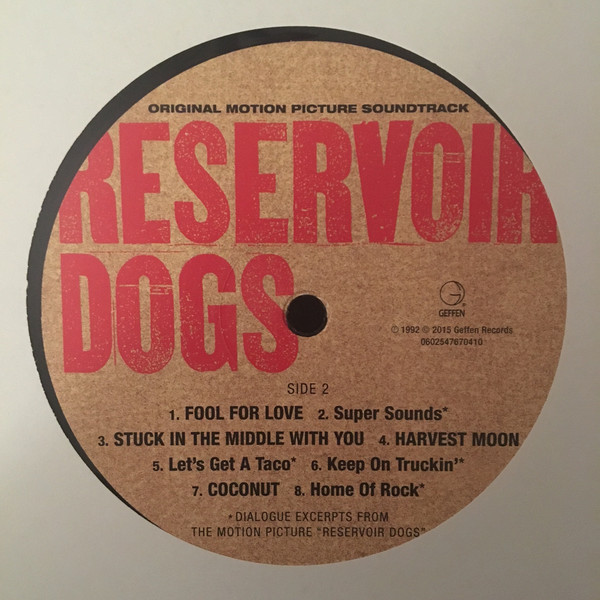 ORIGINAL MOTION PICTURE SOUNDTRACK
RESERVOIR
DOGS
G
GEFFEN
℗ 1992 © 2015 Geffen Records
0602547670410
SIDE 2
1. FOOL FOR LOVE 2. Super Sounds*
3. STUCK IN THE MIDDLE WITH YOU 4. HARVEST MOON
5. Let's Get A Taco* 6. Keep On Truckin'*
7. COCONUT 8. Home Of Rock*
*DIALOGUE EXCERPTS FROM
THE MOTION PICTURE "RESERVOIR DOGS"